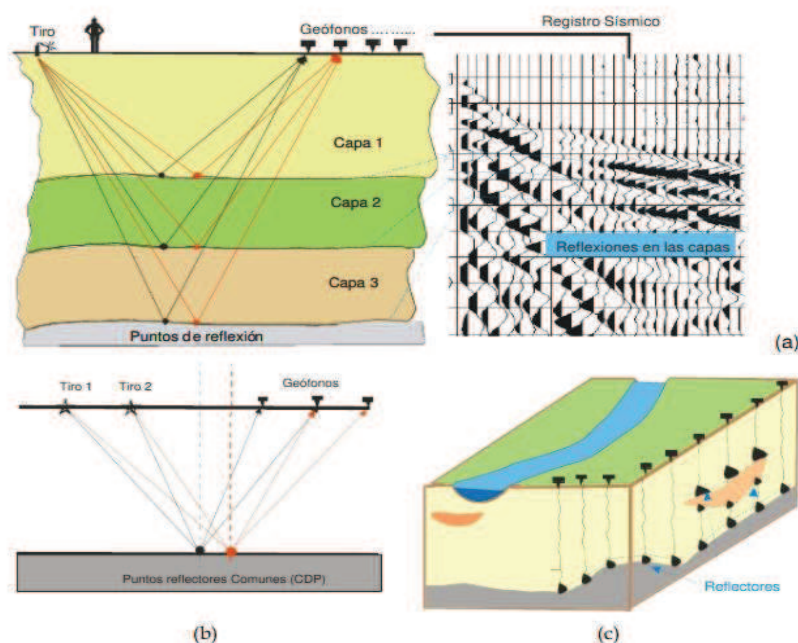 Tiro
Geófonos .... .....
Registro Sísmico
Capa 1
Capa 2
Capa 3
Puntos de reflexión
Reflexiones en las capas
(a)
Tiro 1
Tiro 2
Geófonos
Puntos reflectores Comunes (CDP)
(b)
Reflectores
(c)